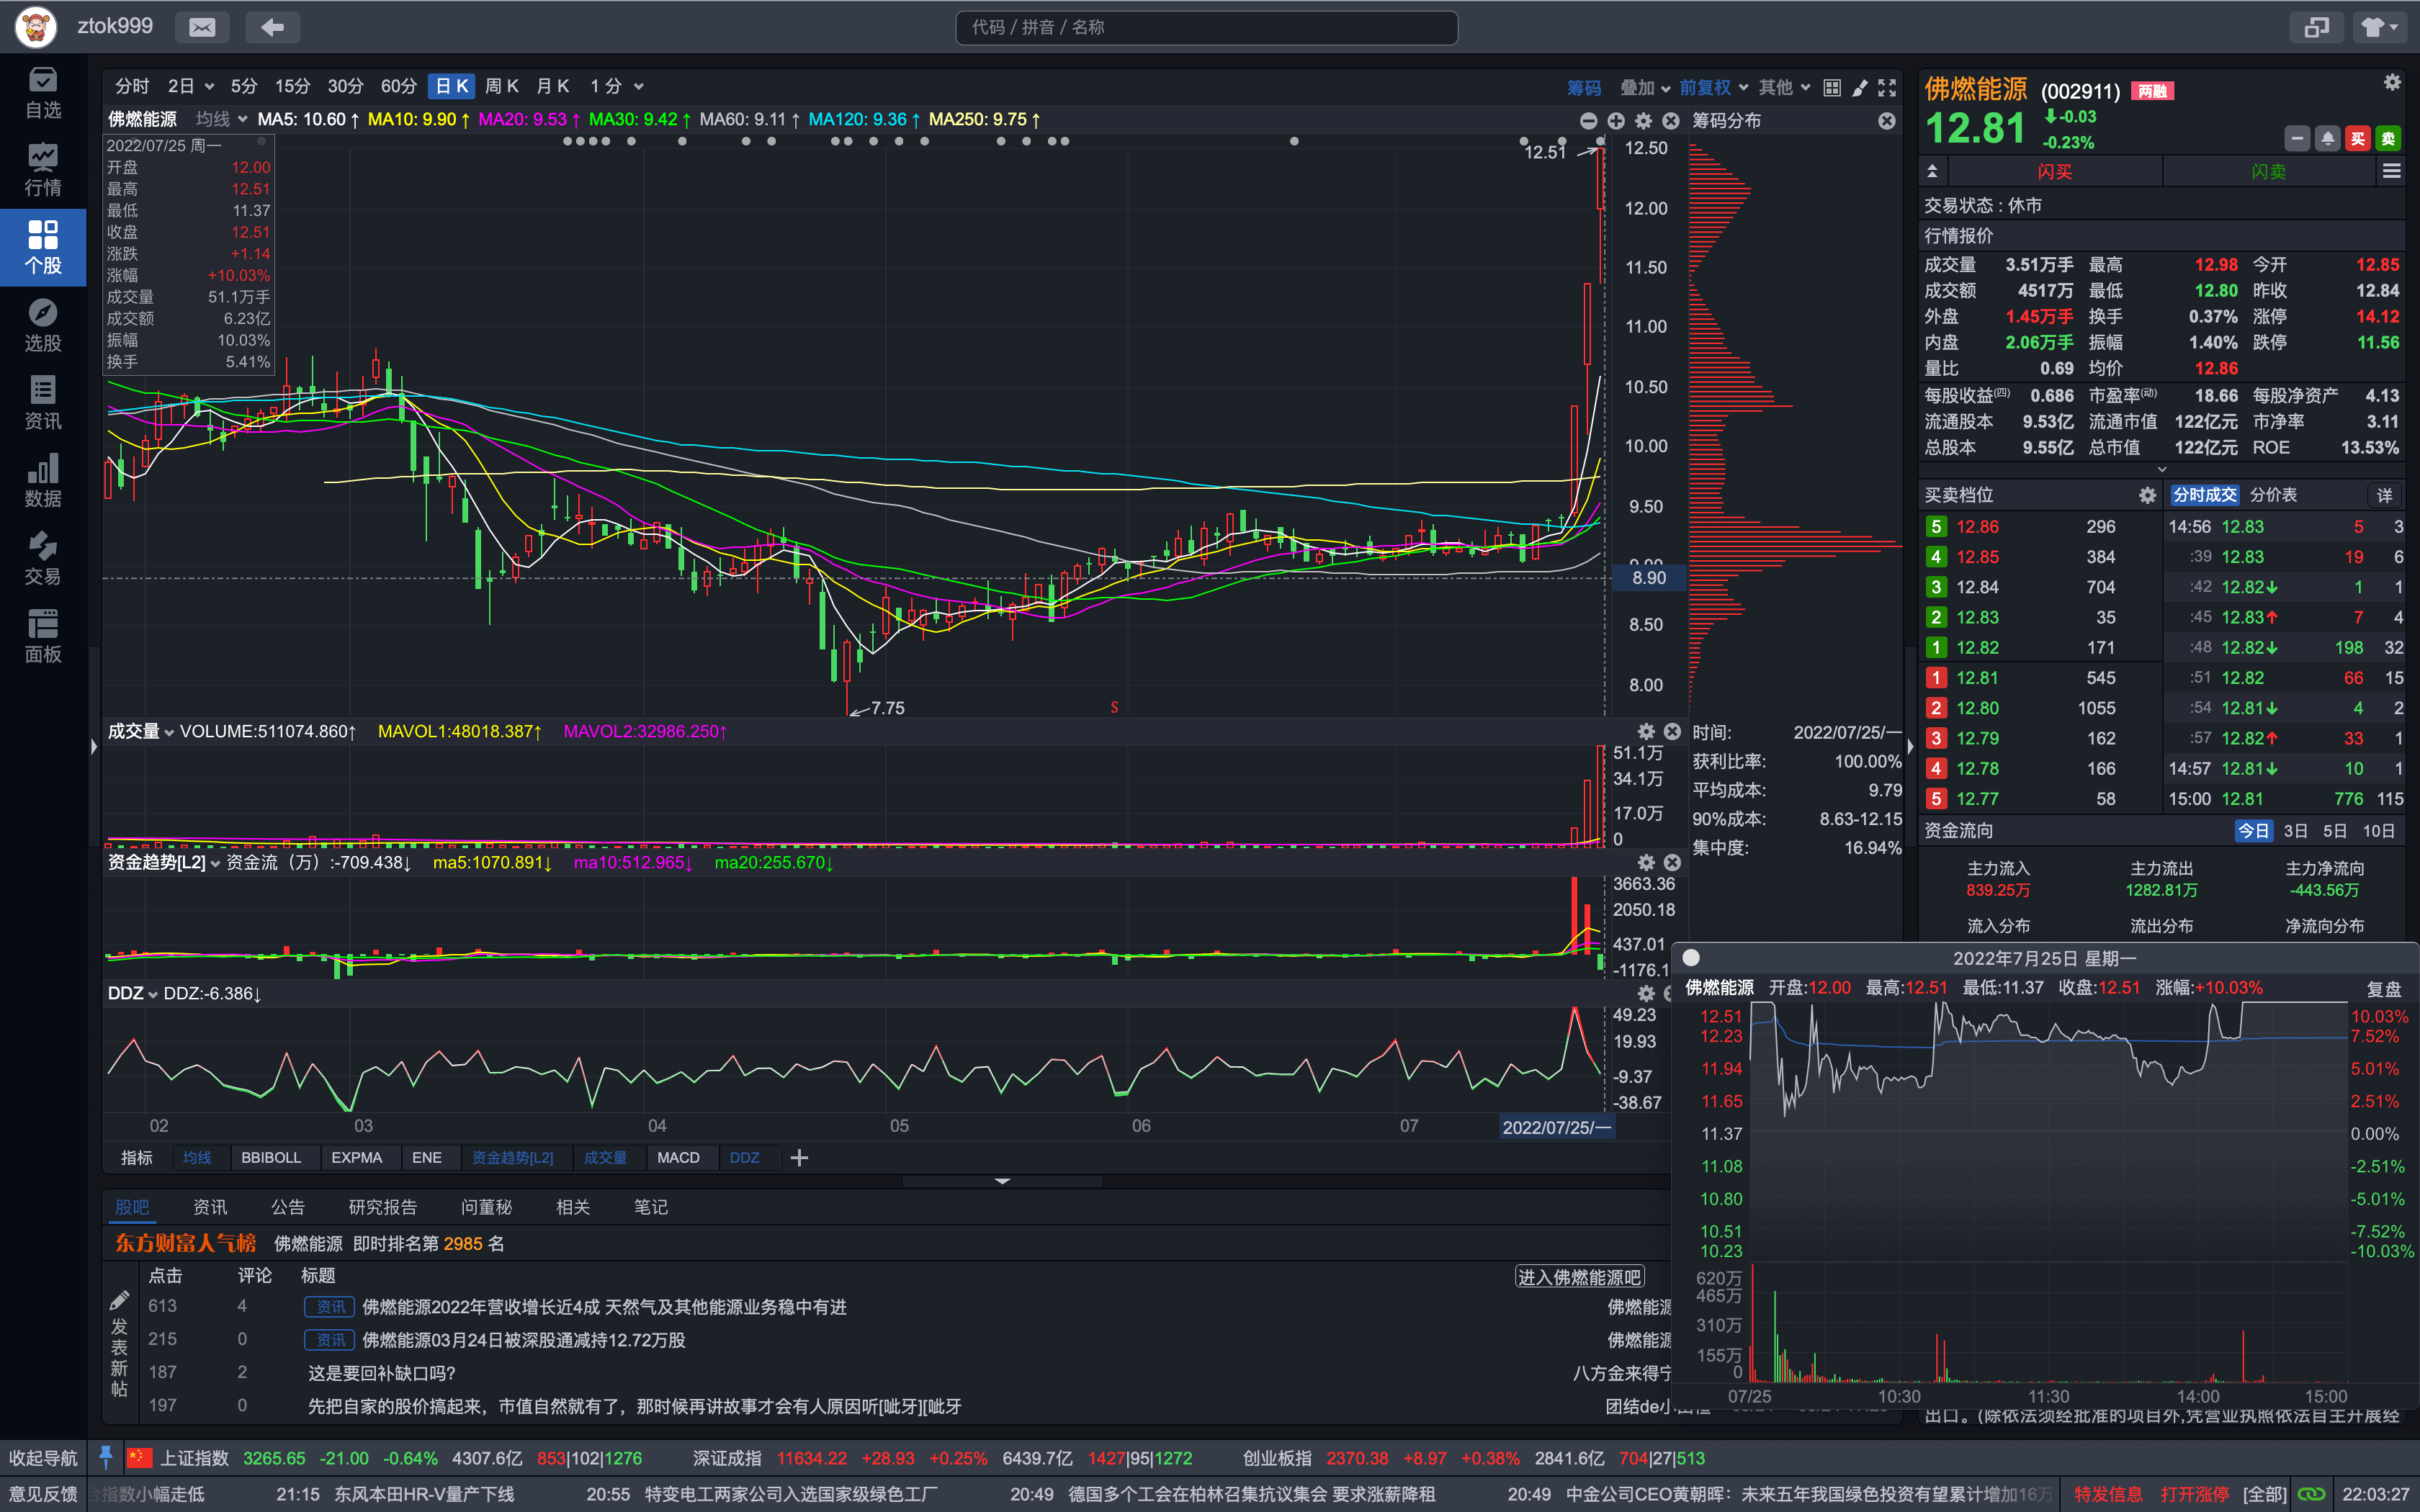 ztok999
代码 / 拼音 / 名称
自选
行情
个股
选股
资讯
数据
交易
面板
分时 2日 5分 15分 30分 60分 日K 周K 月K 1分 筹码 叠加 前复权 其他
佛燃能源 均线 MA5: 10.60↑ MA10: 9.90↑ MA20: 9.53↑ MA30: 9.42↑ MA60: 9.11↑ MA120: 9.36↑ MA250: 9.75↑ 筹码分布
2022/07/25 周一
开盘 12.00
最高 12.51
最低 11.37
收盘 12.51
涨跌 +1.14
涨幅 +10.03%
成交量 51.1万手
成交额 6.23亿
振幅 10.03%
换手 5.41%
12.51
7.75
S
12.50
12.00
11.50
11.00
10.50
10.00
9.50
8.90
8.50
8.00
成交量 VOLUME:511074.860↑ MAVOL1:48018.387↑ MAVOL2:32986.250↑
51.1万
34.1万
17.0万
0
时间: 2022/07/25/一
获利比率: 100.00%
平均成本: 9.79
90%成本: 8.63-12.15
集中度: 16.94%
资金趋势[L2] 资金流（万）:-709.438↓ ma5:1070.891↓ ma10:512.965↓ ma20:255.670↓
3663.36
2050.18
437.01
-1176.1
DDZ DDZ:-6.386↓
49.23
19.93
-9.37
-38.67
02 03 04 05 06 07 2022/07/25/一
指标 均线 BBIBOLL EXPMA ENE 资金趋势[L2] 成交量 MACD DDZ
股吧 资讯 公告 研究报告 问董秘 相关 笔记
东方财富人气榜 佛燃能源 即时排名第 2985 名
点击 评论 标题 进入佛燃能源吧
发表新帖
613 4 资讯 佛燃能源2022年营收增长近4成 天然气及其他能源业务稳中有进 佛燃能源
215 0 资讯 佛燃能源03月24日被深股通减持12.72万股 佛燃能源
187 2 这是要回补缺口吗? 八方金来得宁
197 0 先把自家的股价搞起来，市值自然就有了，那时候再讲故事才会有人原因听[呲牙][呲牙 团结de小
佛燃能源 (002911) 两融
12.81 -0.03
-0.23%
买 卖
闪买 闪卖
交易状态 : 休市
行情报价
成交量 3.51万手 最高 12.98 今开 12.85
成交额 4517万 最低 12.80 昨收 12.84
外盘 1.45万手 换手 0.37% 涨停 14.12
内盘 2.06万手 振幅 1.40% 跌停 11.56
量比 0.69 均价 12.86
每股收益(四) 0.686 市盈率(动) 18.66 每股净资产 4.13
流通股本 9.53亿 流通市值 122亿元 市净率 3.11
总股本 9.55亿 总市值 122亿元 ROE 13.53%
买卖档位 分时成交 分价表 详
5 12.86 296 14:56 12.83 5 3
4 12.85 384 :39 12.83 19 6
3 12.84 704 :42 12.82↓ 1 1
2 12.83 35 :45 12.83↑ 7 4
1 12.82 171 :48 12.82↓ 198 32
1 12.81 545 :51 12.82 66 15
2 12.80 1055 :54 12.81↓ 4 2
3 12.79 162 :57 12.82↑ 33 1
4 12.78 166 14:57 12.81↓ 10 1
5 12.77 58 15:00 12.81 776 115
资金流向 今日 3日 5日 10日
主力流入 主力流出 主力净流向
839.25万 1282.81万 -443.56万
流入分布 流出分布 净流向分布
2022年7月25日 星期一
佛燃能源 开盘:12.00 最高:12.51 最低:11.37 收盘:12.51 涨幅:+10.03%
复盘
12.51 10.03%
12.23 7.52%
11.94 5.01%
11.65 2.51%
11.37 0.00%
11.08 -2.51%
10.80 -5.01%
10.51 -7.52%
10.23 -10.03%
620万
465万
310万
155万
0
07/25 10:30 11:30 14:00 15:00
出口。(除依法须经批准的项目外,凭营业执照依法自主开展经
收起导航 上证指数 3265.65 -21.00 -0.64% 4307.6亿 853|102|1276 深证成指 11634.22 +28.93 +0.25% 6439.7亿 1427|95|1272 创业板指 2370.38 +8.97 +0.38% 2841.6亿 704|27|513
意见反馈 合指数小幅走低 21:15 东风本田HR-V量产下线 20:55 特变电工两家公司入选国家级绿色工厂 20:49 德国多个工会在柏林召集抗议集会 要求涨薪降租 20:49 中金公司CEO黄朝晖：未来五年我国绿色投资有望累计增加16万 特发信息 打开涨停 [全部] 22:03:27